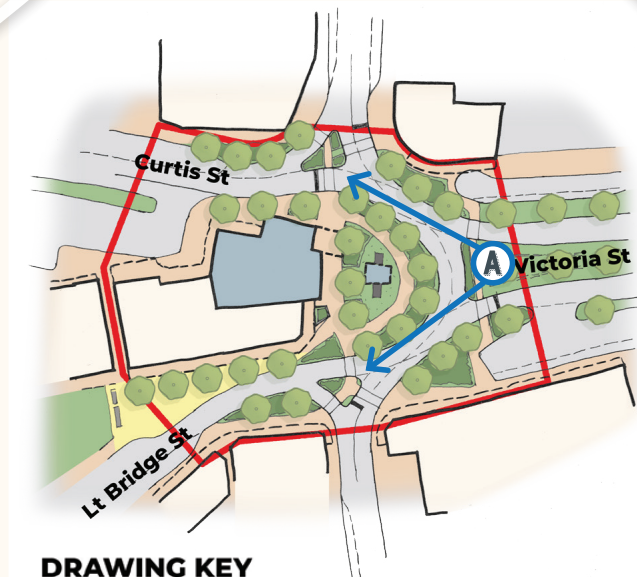 Curtis St
A
Victoria St
Lt Bridge St
DRAWING KEY